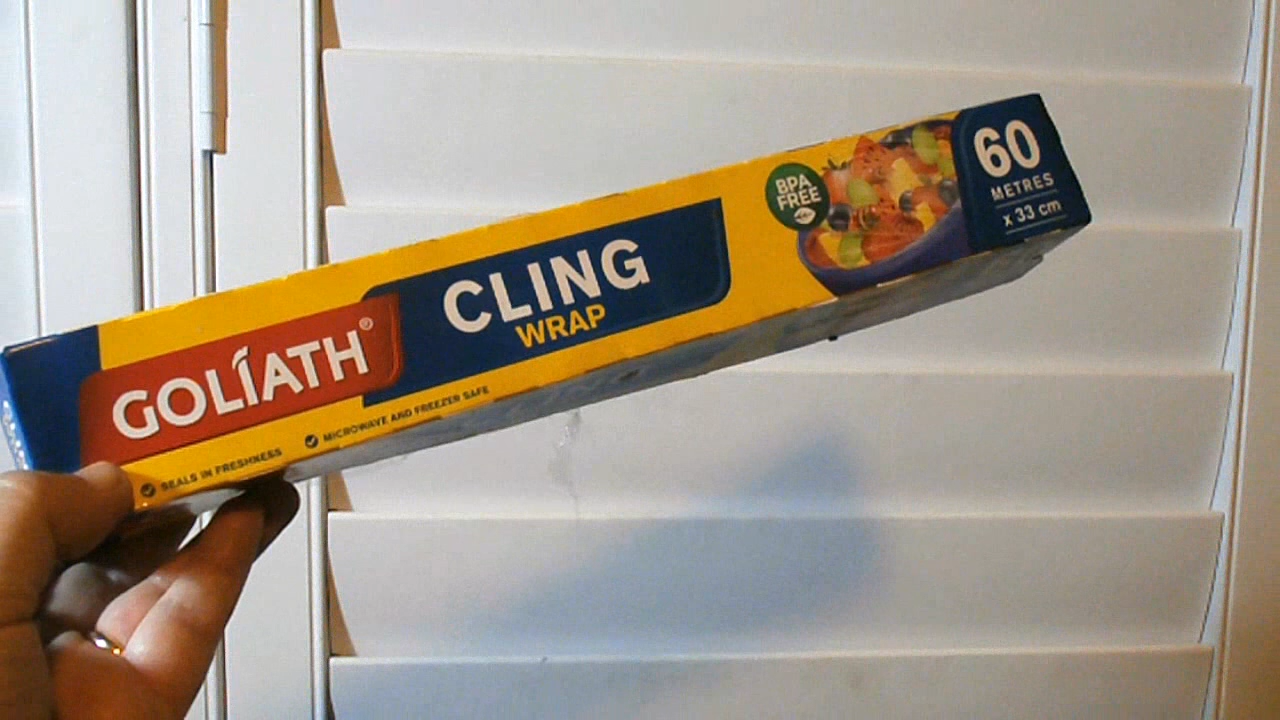 GOLIATH®
CLING
WRAP
SEALS IN FRESHNESS
MICROWAVE AND FREEZER SAFE
BPA
FREE
60
METRES
x 33 cm